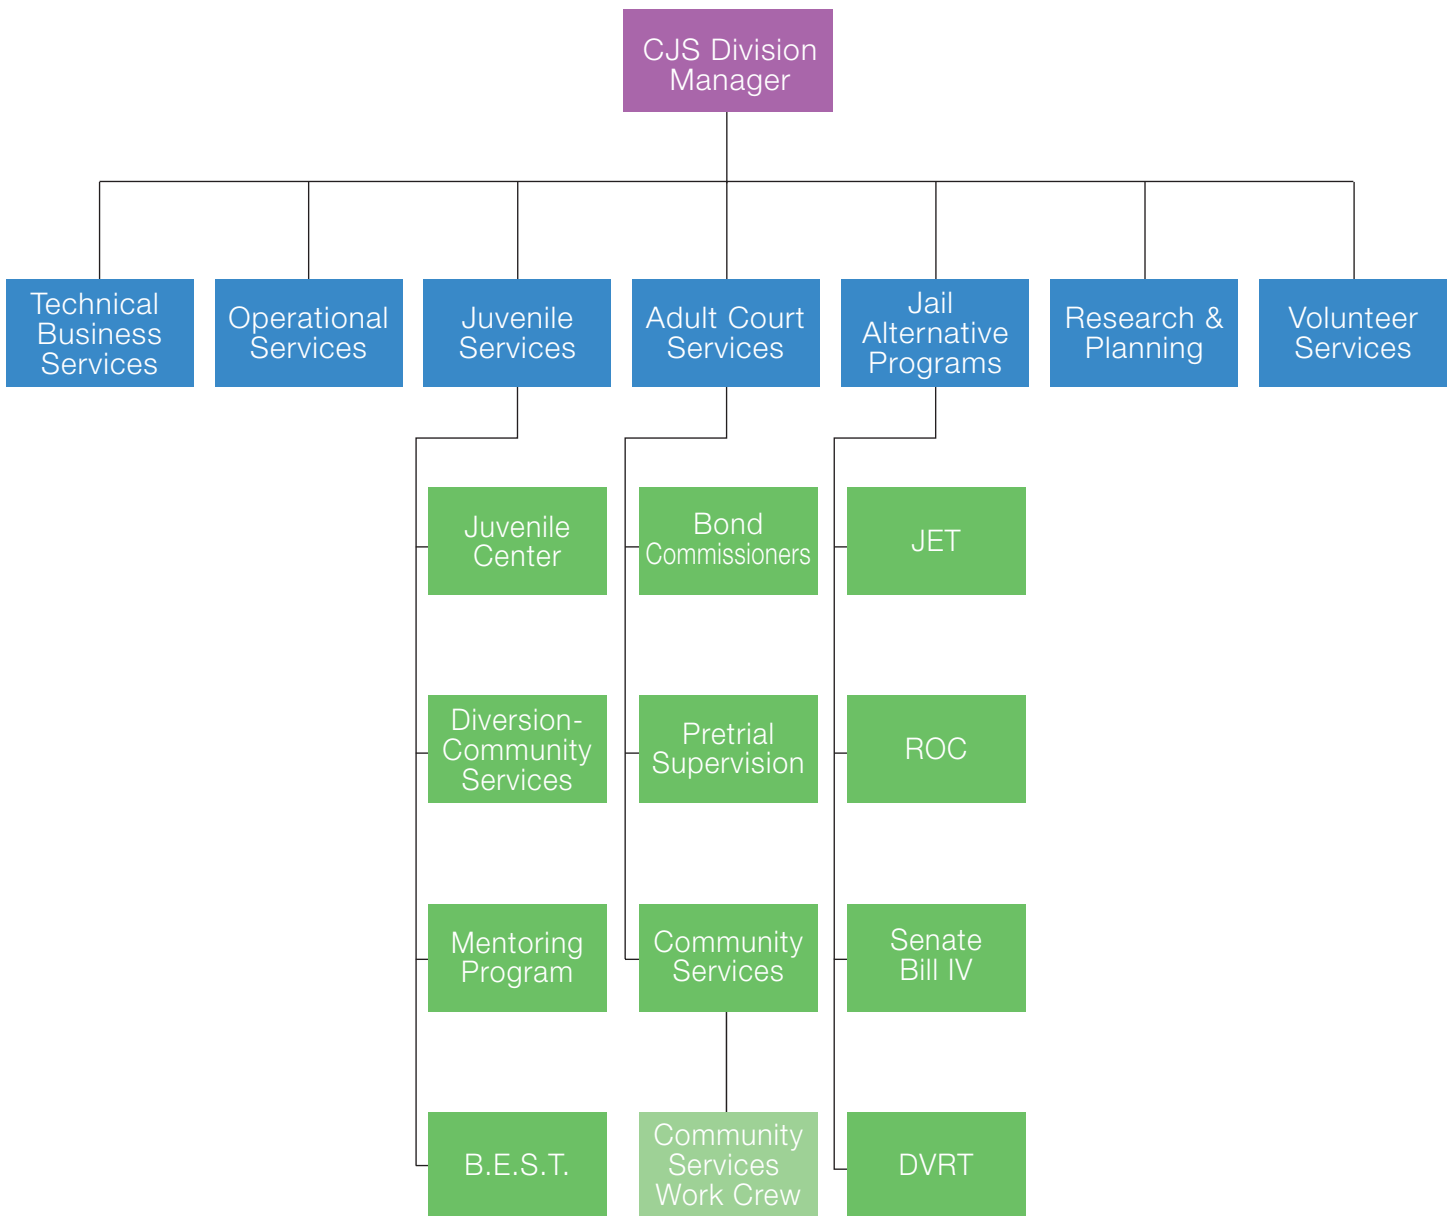 CJS Division
Manager
Technical
Business
Services
Operational
Services
Juvenile
Services
Adult Court
Services
Jail
Alternative
Programs
Research &
Planning
Volunteer
Services
Juvenile
Center
Bond
Commissioners
JET
Diversion-
Community
Services
Pretrial
Supervision
ROC
Mentoring
Program
Community
Services
Senate
Bill IV
B.E.S.T.
Community
Services
Work Crew
DVRT